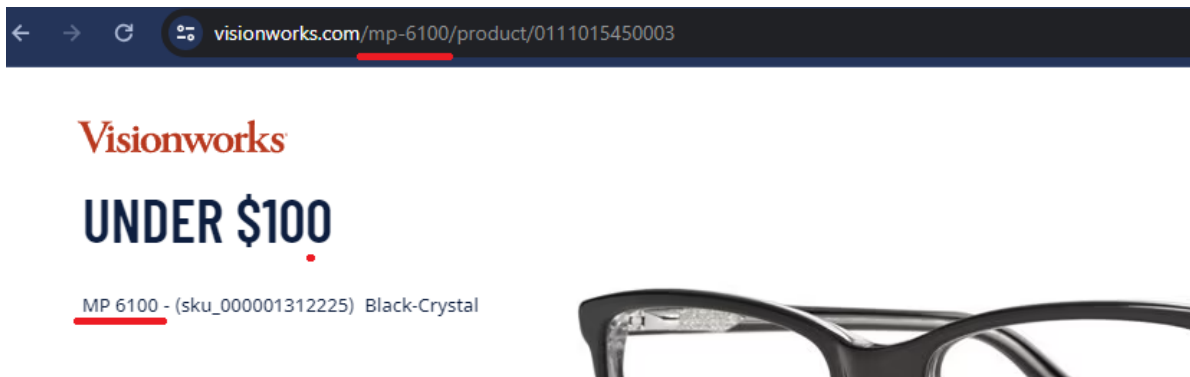 visionworks.com/mp-6100/product/0111015450003
Visionworks
UNDER $100
MP 6100 - (sku_000001312225) Black-Crystal